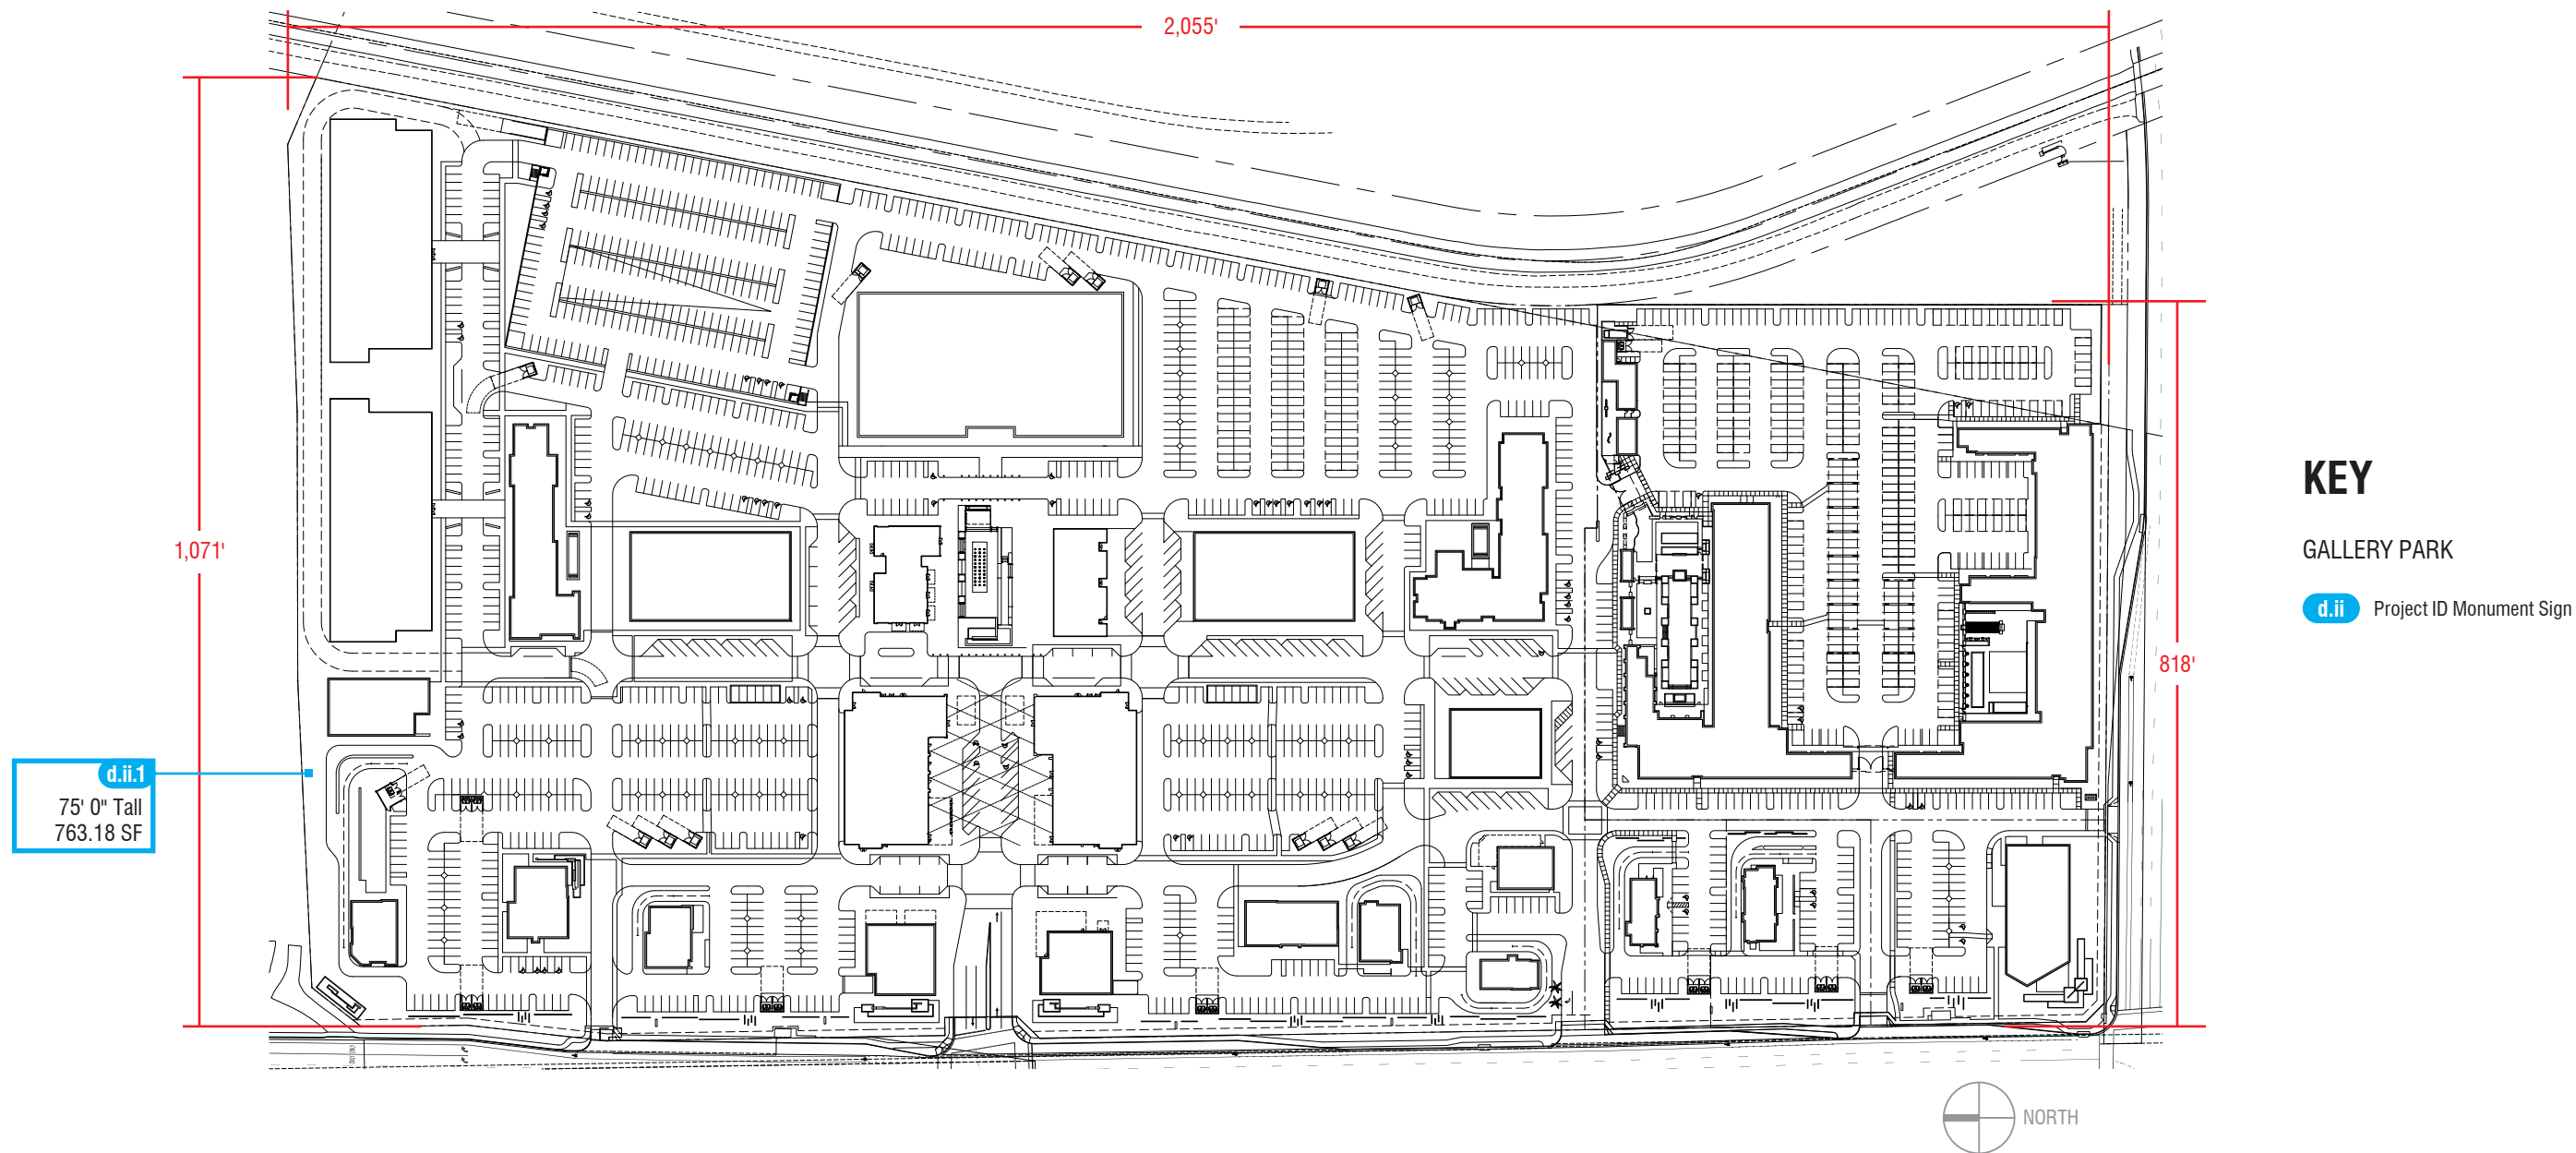 2,055'
1,071'
KEY
GALLERY PARK
d.ii Project ID Monument Sign
818'
d.ii.1
75' 0" Tall
763.18 SF
NORTH